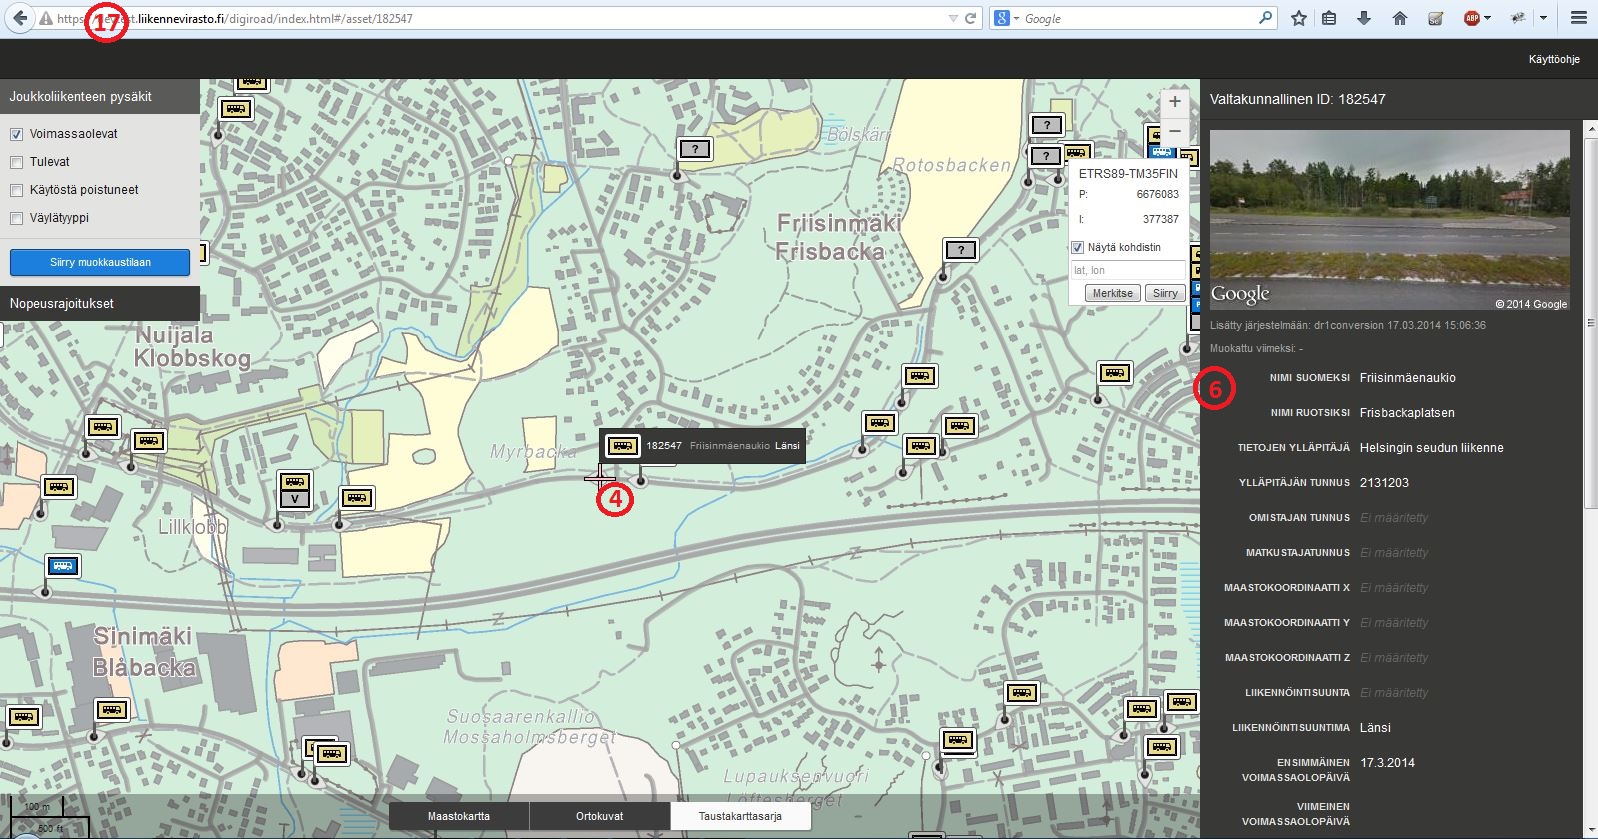 https://
17
test.liikennevirasto.fi/digiroad/index.html#/asset/182547
Google
ABP
Käyttöohje
Joukkoliikenteen pysäkit
Voimassaolevat
Tulevat
Käytöstä poistuneet
Väylätyyppi
Siirry muokkaustilaan
Nopeusrajoitukset
Bölskärr
Rotosbacken
Friisinmäki
Frisbacka
?
?
?
?
+
−
ETRS89-TM35FIN
P: 6676083
I: 377387
Näytä kohdistin
lat, lon
Merkitse Siirry
Nuijala
Klobbskog
Myrbacka
182547 Friisinmäenaukio Länsi
4
V
Lillklobb
Z
Z
Z
Sinimäki
Blåbacka
Suosaarenkallio
Mossaholmsberget
Lupauksenvuori
Löftesberget
100 m
500 ft
Maastokartta
Ortokuvat
Taustakarttasarja
Valtakunnallinen ID: 182547
Google
© 2014 Google
Lisätty järjestelmään: dr1conversion 17.03.2014 15:06:36
Muokattu viimeksi: -
6
NIMI SUOMEKSI Friisinmäenaukio
NIMI RUOTSIKSI Frisbackaplatsen
TIETOJEN YLLÄPITÄJÄ Helsingin seudun liikenne
YLLÄPITÄJÄN TUNNUS 2131203
OMISTAJAN TUNNUS Ei määritetty
MATKUSTAJATUNNUS Ei määritetty
MAASTOKOORDINAATTI X Ei määritetty
MAASTOKOORDINAATTI Y Ei määritetty
MAASTOKOORDINAATTI Z Ei määritetty
LIIKENNÖINTISUUNTA Ei määritetty
LIIKENNÖINTISUUNTIMA Länsi
ENSIMMÄINEN 17.3.2014
VOIMASSAOLOPÄIVÄ
VIIMEINEN
VOIMASSAOLOPÄIVÄ